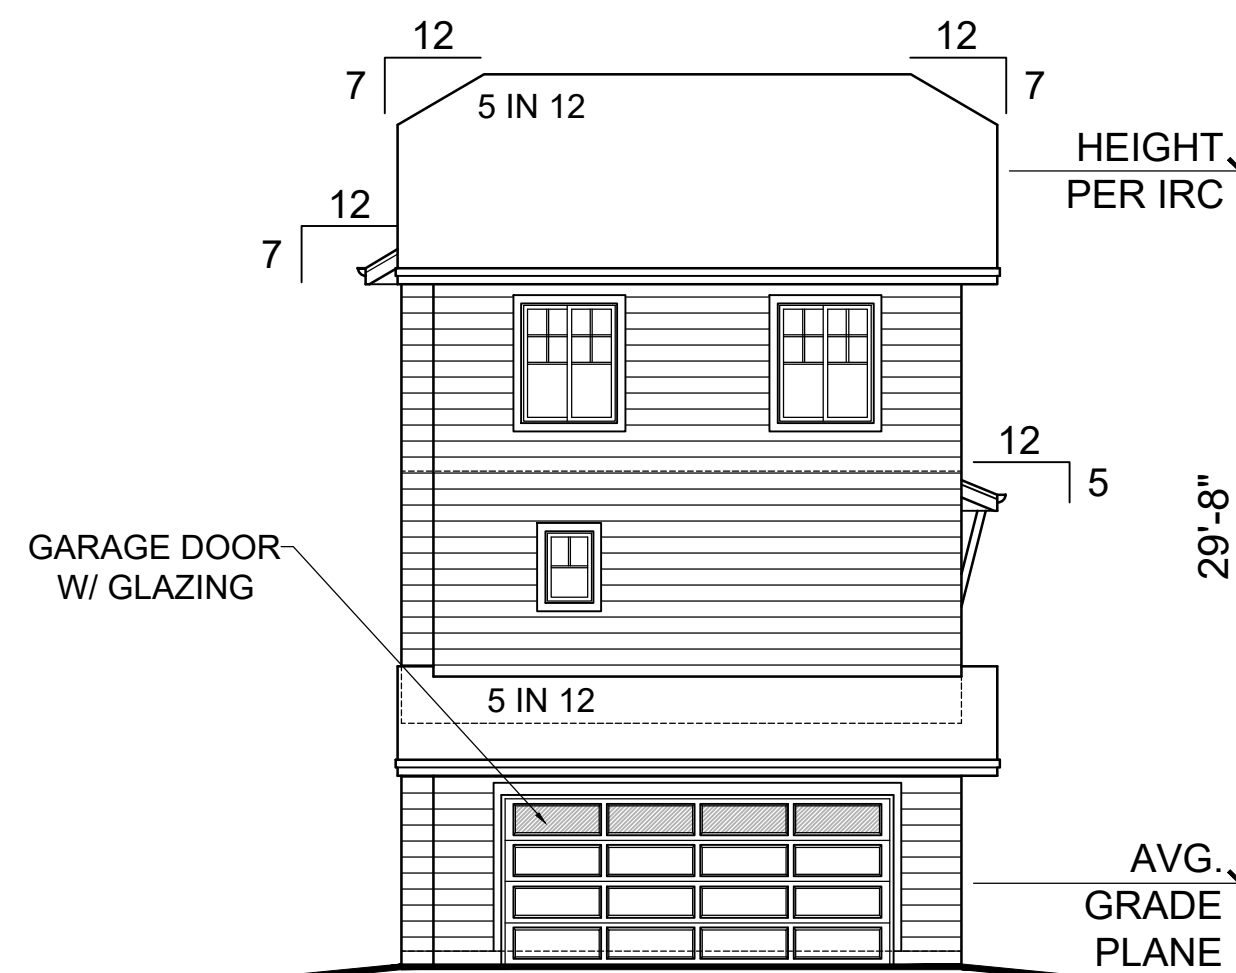 12
12
7
5 IN 12
7
HEIGHT
PER IRC
12
7
12
5
29'-8"
GARAGE DOOR
W/ GLAZING
5 IN 12
AVG.
GRADE
PLANE